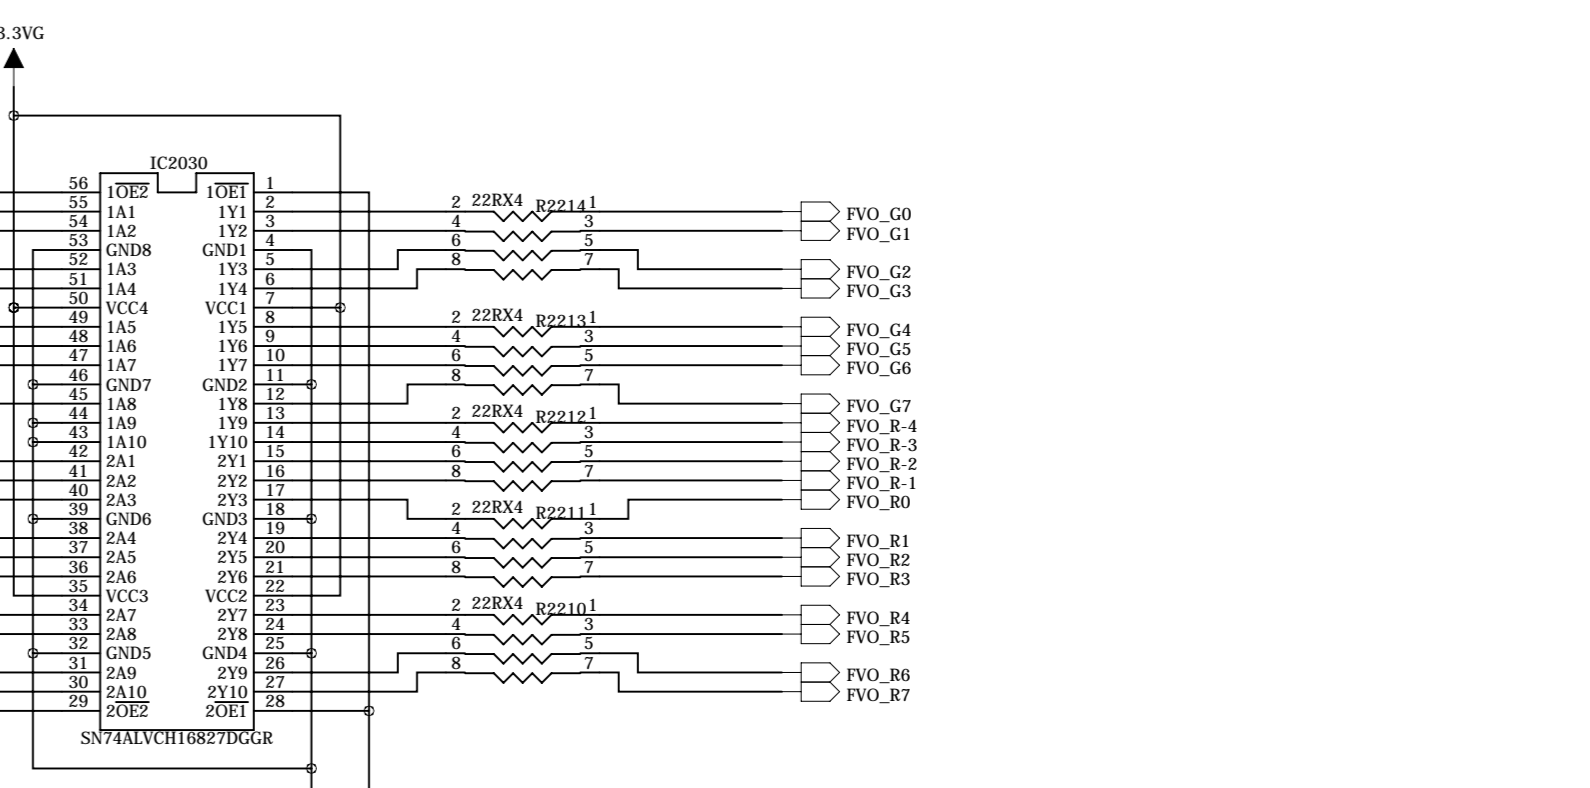 3.3VG
IC2030
56 1OE2 1OE1 1
55 1A1 1Y1 2 2 22RX4 R2214 1 FVO_G0
54 1A2 1Y2 3 4 3 FVO_G1
53 GND8 GND1 4
52 1A3 1Y3 5 6 5 FVO_G2
51 1A4 1Y4 6 8 7 FVO_G3
50 VCC4 VCC1 7
49 1A5 1Y5 8 2 22RX4 R2213 1 FVO_G4
48 1A6 1Y6 9 4 3 FVO_G5
47 1A7 1Y7 10 6 5 FVO_G6
46 GND7 GND2 11
45 1A8 1Y8 12 8 7 FVO_G7
44 1A9 1Y9 13 2 22RX4 R2212 1 FVO_R-4
43 1A10 1Y10 14 4 3 FVO_R-3
42 2A1 2Y1 15 6 5 FVO_R-2
41 2A2 2Y2 16 8 7 FVO_R-1
40 2A3 2Y3 17 2 22RX4 R2211 1 FVO_R0
39 GND6 GND3 18
38 2A4 2Y4 19 4 3 FVO_R1
37 2A5 2Y5 20 6 5 FVO_R2
36 2A6 2Y6 21 8 7 FVO_R3
35 VCC3 VCC2 22
34 2A7 2Y7 23 2 22RX4 R2210 1 FVO_R4
33 2A8 2Y8 24 4 3 FVO_R5
32 GND5 GND4 25
31 2A9 2Y9 26 6 5 FVO_R6
30 2A10 2Y10 27 8 7 FVO_R7
29 2OE2 2OE1 28
SN74ALVCH16827DGGR